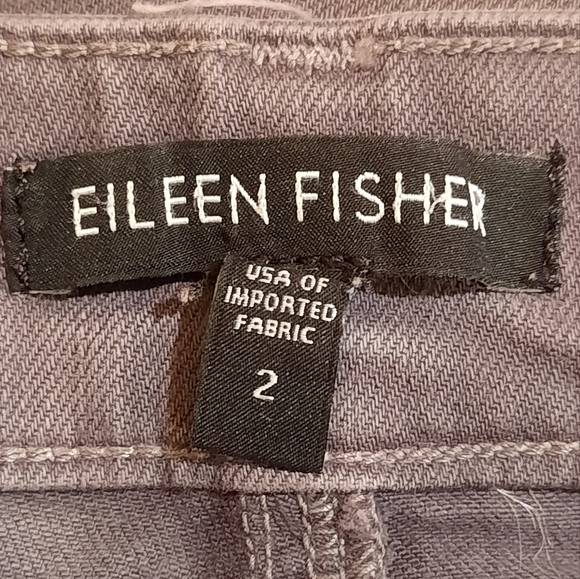 EILEEN FISHER
USA OF
IMPORTED
FABRIC
2